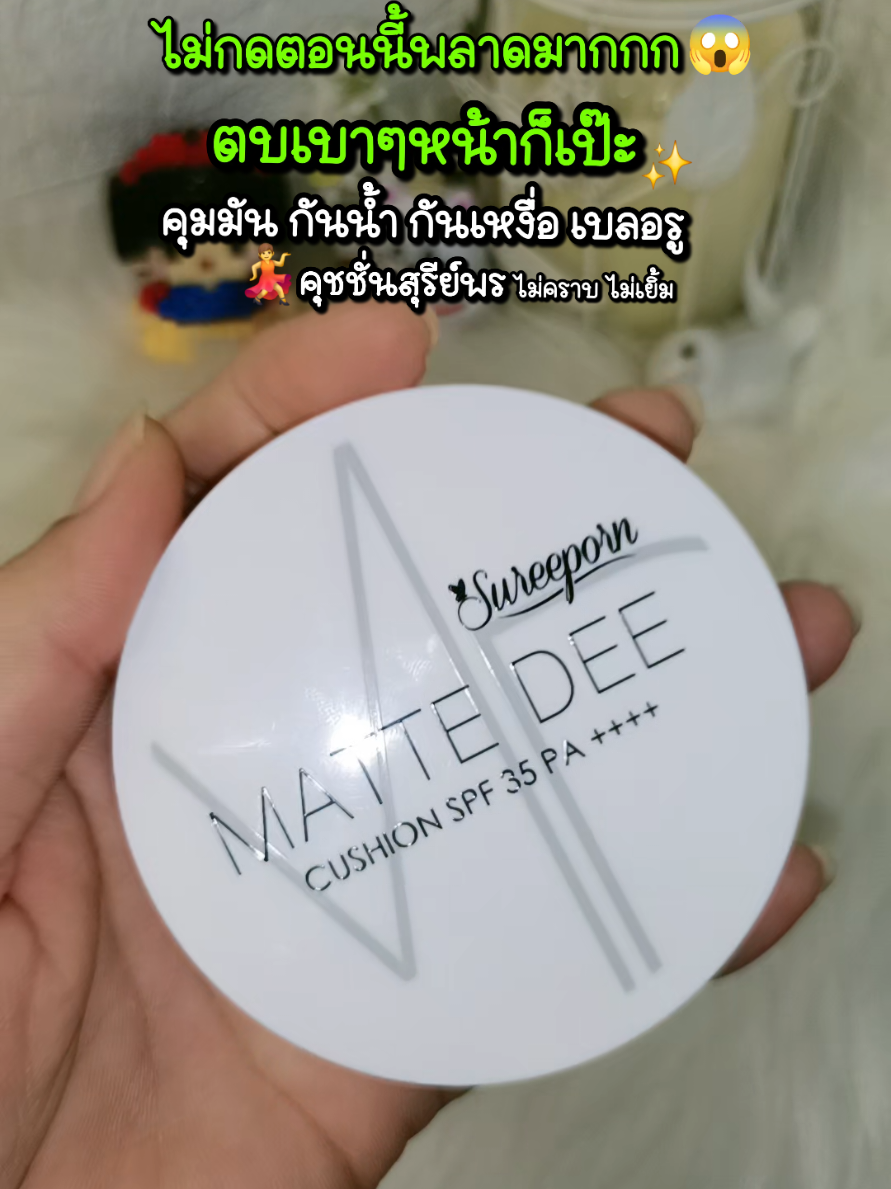 ไม่กดตอนนี้พลาดมากกก😱
ตบเบาๆหน้าก็เป๊ะ✨
คุมมัน กันน้ำ กันเหงื่อ เบลอรู
💃คุชชั่นสุรีย์พร ไม่คราบ ไม่เยิ้ม
Sureeporn
MATTE DEE
CUSHION SPF 35 PA ++++